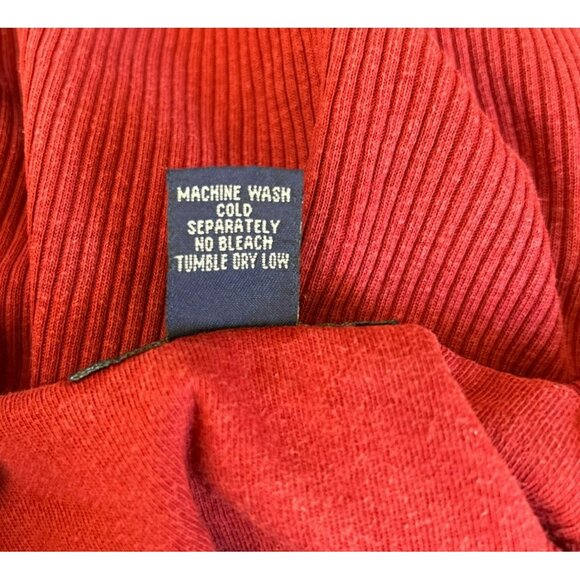 MACHINE WASH
COLD
SEPARATELY
NO BLEACH
TUMBLE DRY LOW